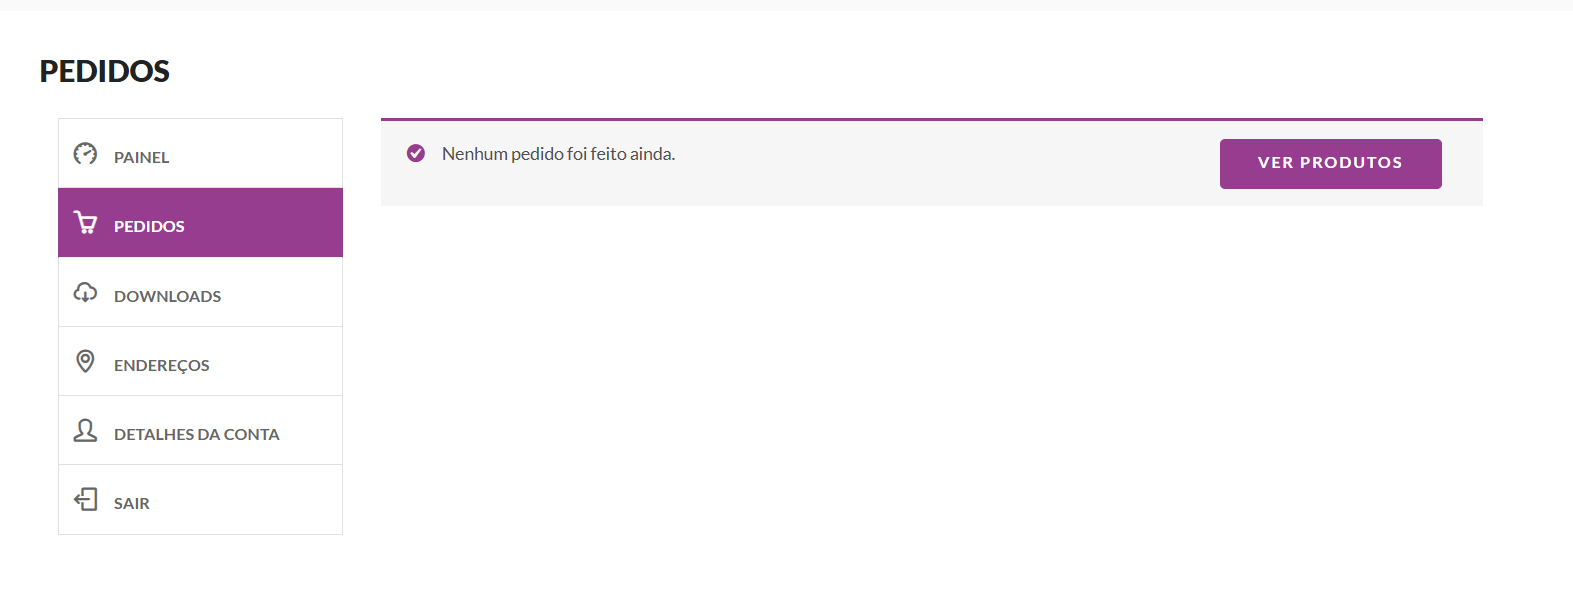 PEDIDOS
PAINEL
PEDIDOS
DOWNLOADS
ENDEREÇOS
DETALHES DA CONTA
SAIR
Nenhum pedido foi feito ainda.
VER PRODUTOS